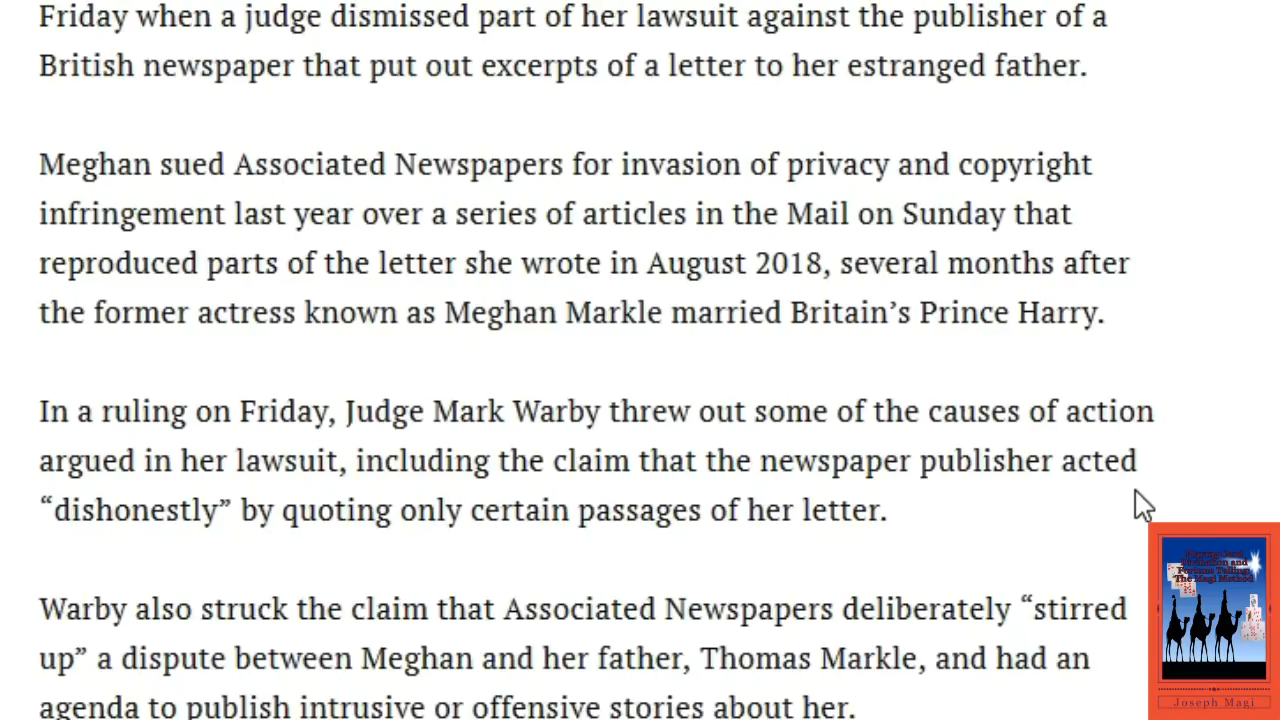 Friday when a judge dismissed part of her lawsuit against the publisher of a
British newspaper that put out excerpts of a letter to her estranged father.
Meghan sued Associated Newspapers for invasion of privacy and copyright
infringement last year over a series of articles in the Mail on Sunday that
reproduced parts of the letter she wrote in August 2018, several months after
the former actress known as Meghan Markle married Britain’s Prince Harry.
In a ruling on Friday, Judge Mark Warby threw out some of the causes of action
argued in her lawsuit, including the claim that the newspaper publisher acted
“dishonestly” by quoting only certain passages of her letter.
Warby also struck the claim that Associated Newspapers deliberately “stirred
up” a dispute between Meghan and her father, Thomas Markle, and had an
agenda to publish intrusive or offensive stories about her.
Divination and
Fortune Telling:
The Magi Method
Joseph Magi